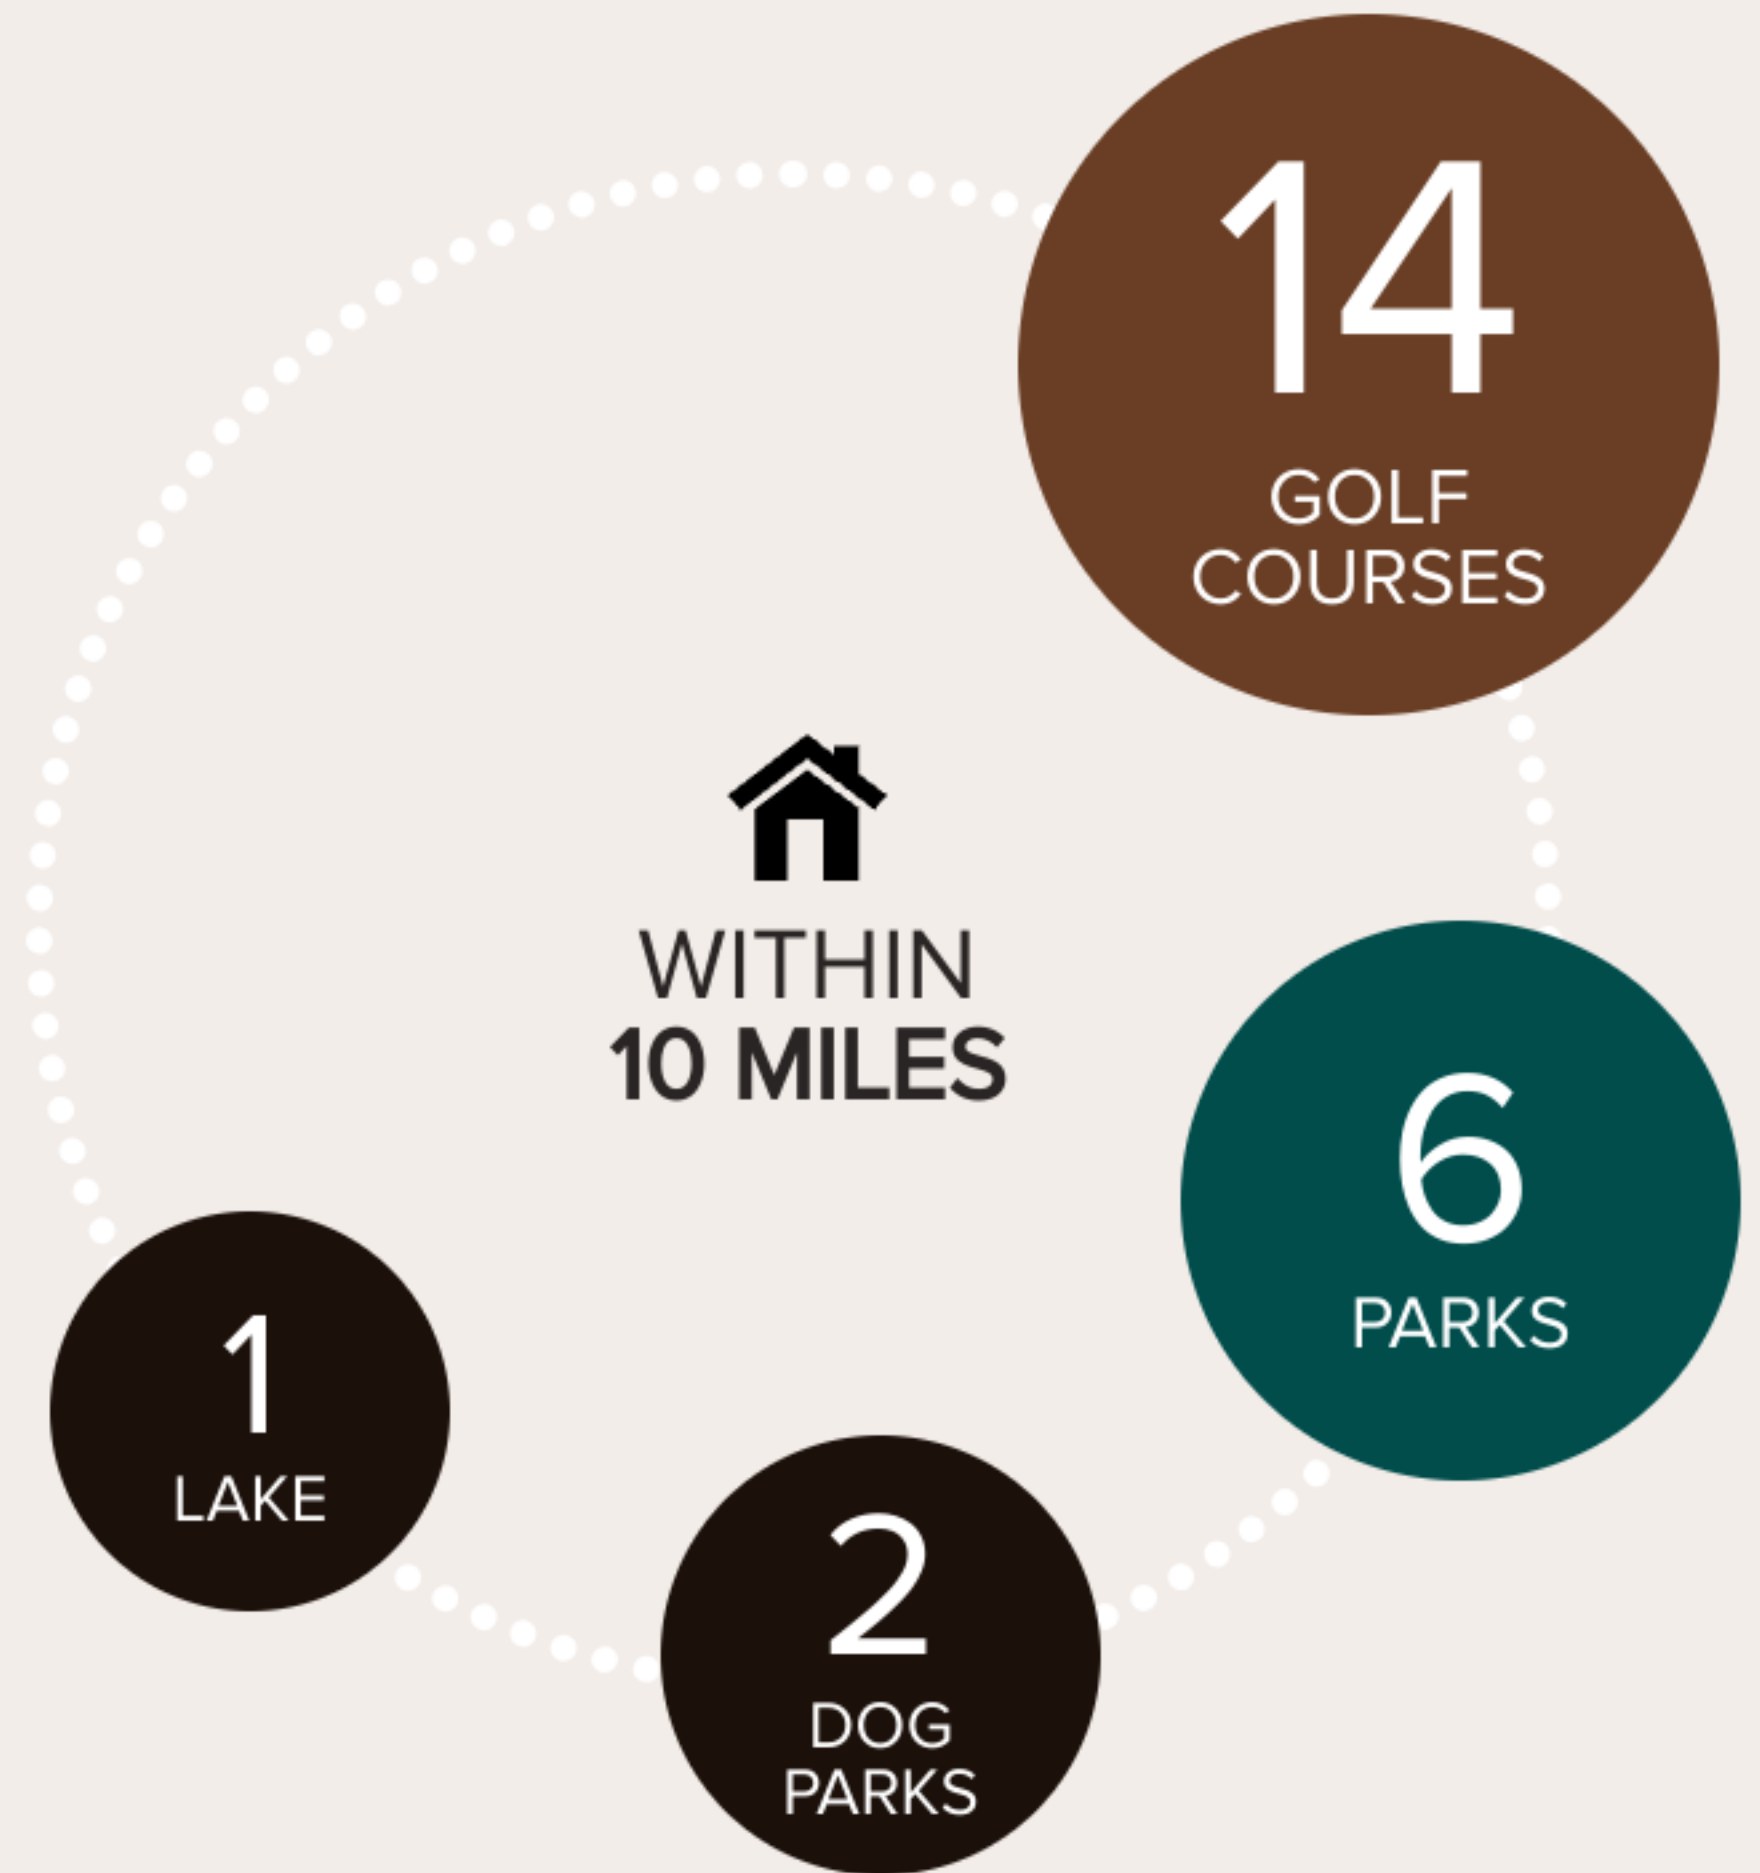 14
GOLF
COURSES
WITHIN
10 MILES
6
PARKS
1
LAKE
2
DOG
PARKS